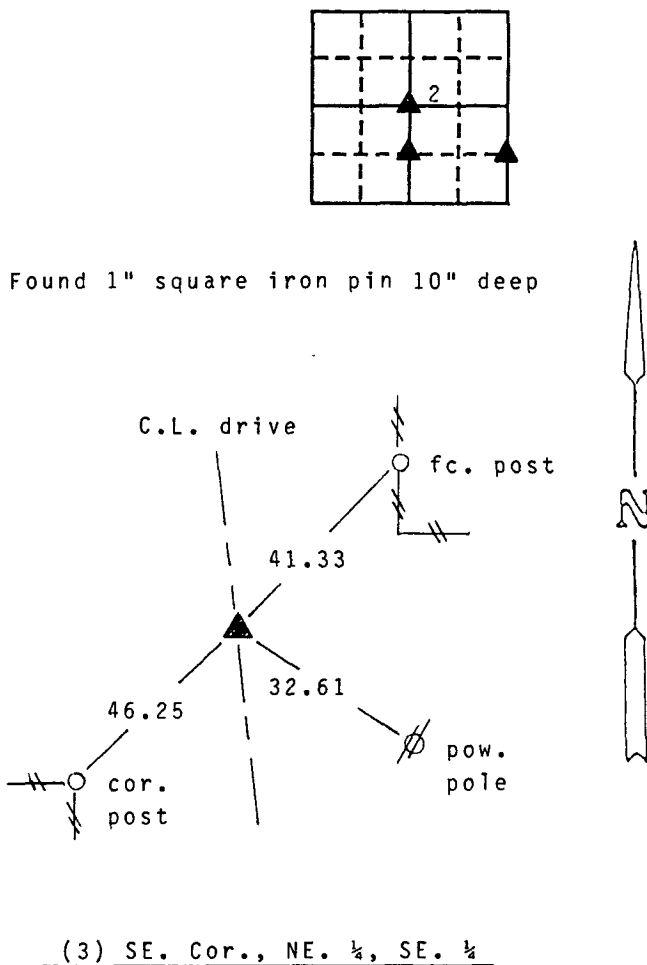 2
Found 1" square iron pin 10" deep
C.L. drive
fc. post
N
41.33
32.61
46.25
pow.
pole
cor.
post
(3) SE. Cor., NE. ¼, SE. ¼